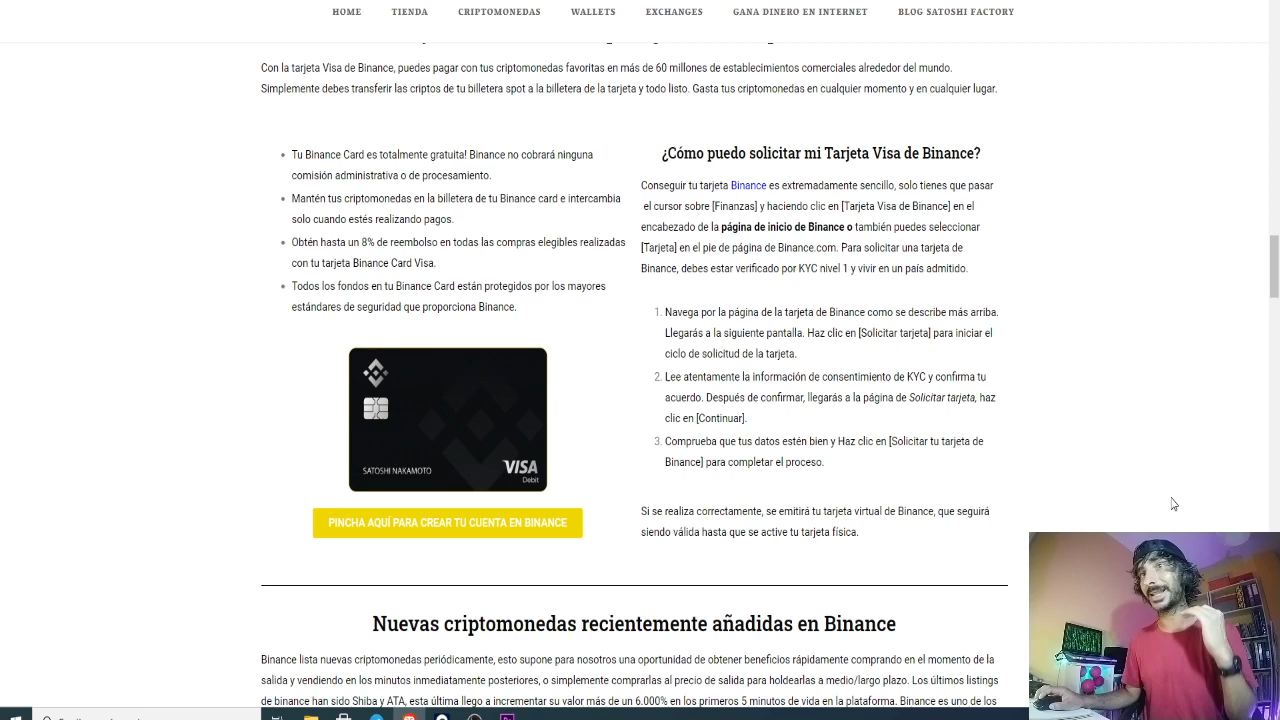 HOME TIENDA CRIPTOMONEDAS WALLETS EXCHANGES GANA DINERO EN INTERNET BLOG SATOSHI FACTORY
Con la tarjeta Visa de Binance, puedes pagar con tus criptomonedas favoritas en más de 60 millones de establecimientos comerciales alrededor del mundo.
Simplemente debes transferir las criptos de tu billetera spot a la billetera de la tarjeta y todo listo. Gasta tus criptomonedas en cualquier momento y en cualquier lugar.
Tu Binance Card es totalmente gratuita! Binance no cobrará ninguna
comisión administrativa o de procesamiento.
Mantén tus criptomonedas en la billetera de tu Binance card e intercambia
solo cuando estés realizando pagos.
Obtén hasta un 8% de reembolso en todas las compras elegibles realizadas
con tu tarjeta Binance Card Visa.
Todos los fondos en tu Binance Card están protegidos por los mayores
estándares de seguridad que proporciona Binance.
SATOSHI NAKAMOTO
VISA
Debit
PINCHA AQUÍ PARA CREAR TU CUENTA EN BINANCE
¿Cómo puedo solicitar mi Tarjeta Visa de Binance?
Conseguir tu tarjeta Binance es extremadamente sencillo, solo tienes que pasar
el cursor sobre [Finanzas] y haciendo clic en [Tarjeta Visa de Binance] en el
encabezado de la página de inicio de Binance o también puedes seleccionar
[Tarjeta] en el pie de página de Binance.com. Para solicitar una tarjeta de
Binance, debes estar verificado por KYC nivel 1 y vivir en un país admitido.
1. Navega por la página de la tarjeta de Binance como se describe más arriba.
Llegarás a la siguiente pantalla. Haz clic en [Solicitar tarjeta] para iniciar el
ciclo de solicitud de la tarjeta.
2. Lee atentamente la información de consentimiento de KYC y confirma tu
acuerdo. Después de confirmar, llegarás a la página de Solicitar tarjeta, haz
clic en [Continuar].
3. Comprueba que tus datos estén bien y Haz clic en [Solicitar tu tarjeta de
Binance] para completar el proceso.
Si se realiza correctamente, se emitirá tu tarjeta virtual de Binance, que seguirá
siendo válida hasta que se active tu tarjeta física.
Nuevas criptomonedas recientemente añadidas en Binance
Binance lista nuevas criptomonedas periódicamente, esto supone para nosotros una oportunidad de obtener beneficios rápidamente comprando en el momento de la
salida y vendiendo en los minutos inmediatamente posteriores, o simplemente comprarlas al precio de salida para holdearlas a medio/largo plazo. Los últimos listings
de binance han sido Shiba y ATA, esta última llego a incrementar su valor más de 6.000% en los primeros 5 minutos de vida en la plataforma. Binance es uno de los